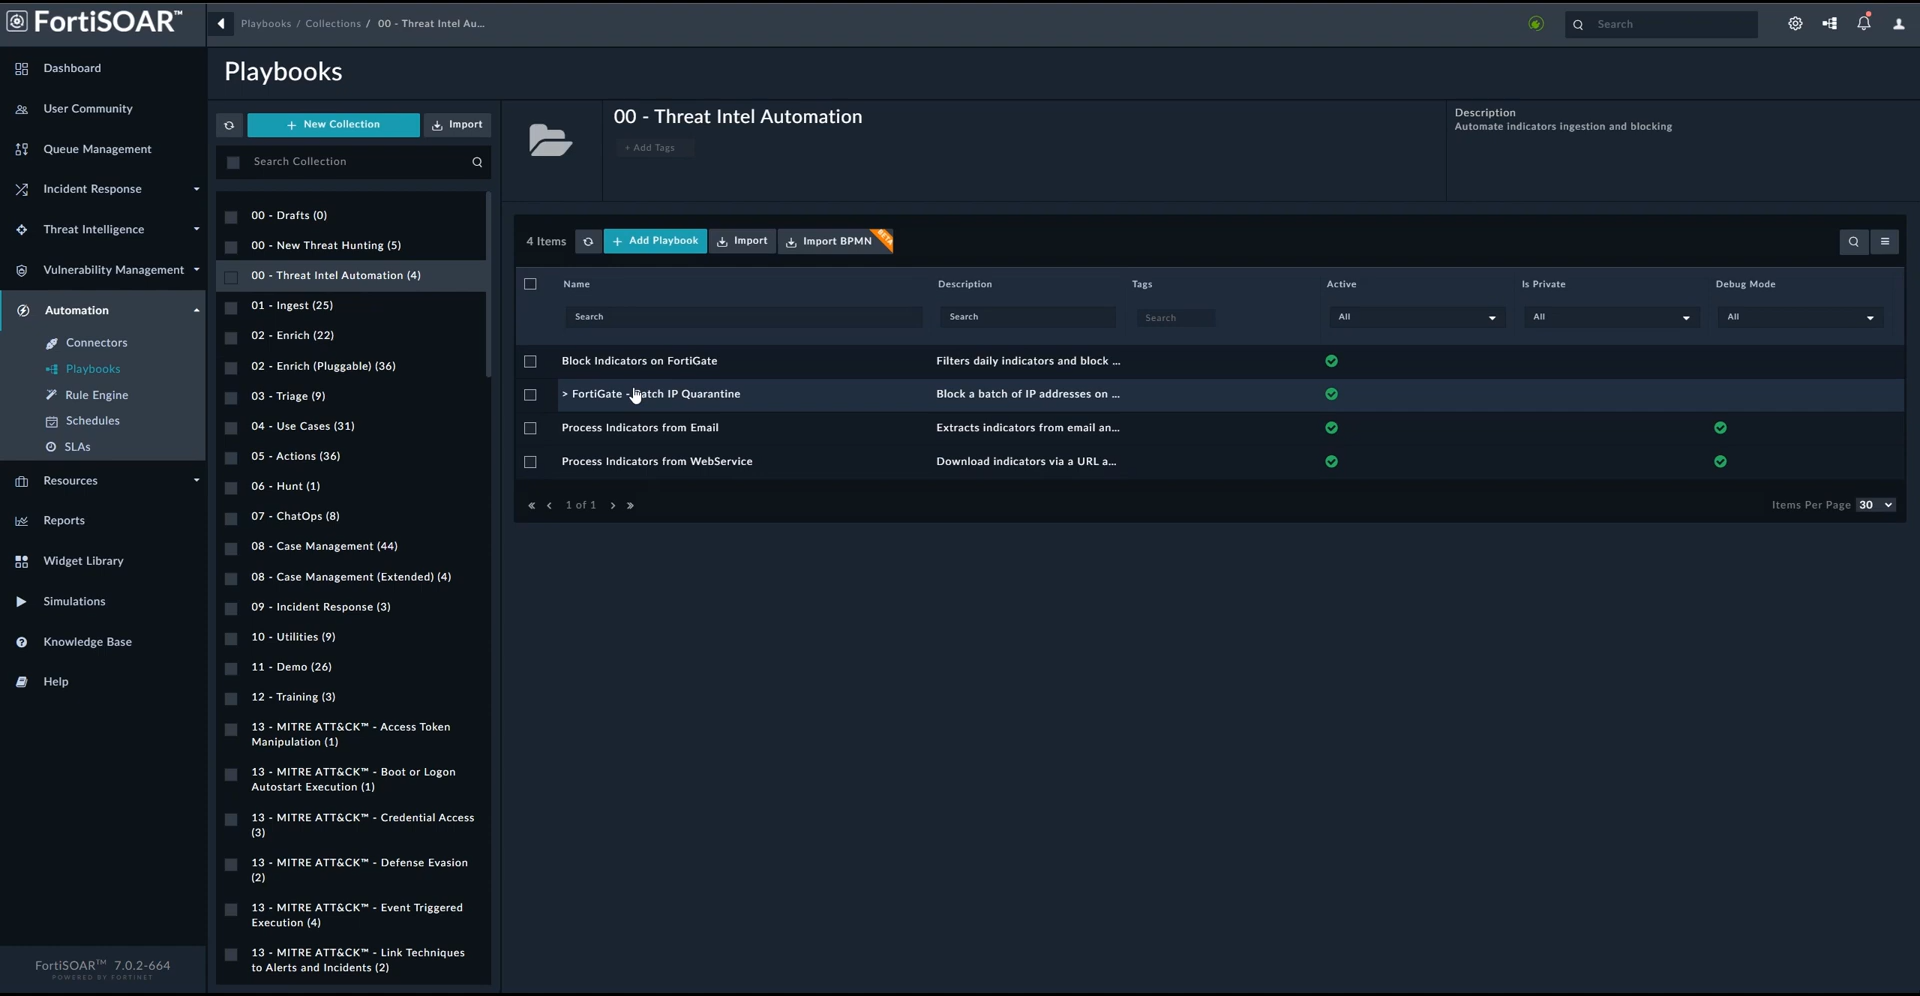 FortiSOAR™
Playbooks / Collections / 00 - Threat Intel Au...
Search
Dashboard
User Community
Queue Management
Incident Response
Threat Intelligence
Vulnerability Management
Automation
Connectors
Playbooks
Rule Engine
Schedules
SLAs
Resources
Reports
Widget Library
Simulations
Knowledge Base
Help
FortiSOAR™ 7.0.2-664
POWERED BY FORTINET
Playbooks
+ New Collection
Import
Search Collection
00 - Drafts (0)
00 - New Threat Hunting (5)
00 - Threat Intel Automation (4)
01 - Ingest (25)
02 - Enrich (22)
02 - Enrich (Pluggable) (36)
03 - Triage (9)
04 - Use Cases (31)
05 - Actions (36)
06 - Hunt (1)
07 - ChatOps (8)
08 - Case Management (44)
08 - Case Management (Extended) (4)
09 - Incident Response (3)
10 - Utilities (9)
11 - Demo (26)
12 - Training (3)
13 - MITRE ATT&CK™ - Access Token
Manipulation (1)
13 - MITRE ATT&CK™ - Boot or Logon
Autostart Execution (1)
13 - MITRE ATT&CK™ - Credential Access
(3)
13 - MITRE ATT&CK™ - Defense Evasion
(2)
13 - MITRE ATT&CK™ - Event Triggered
Execution (4)
13 - MITRE ATT&CK™ - Link Techniques
to Alerts and Incidents (2)
00 - Threat Intel Automation
+ Add Tags
Description
Automate indicators ingestion and blocking
4 Items + Add Playbook Import Import BPMN BETA
Name Description Tags Active Is Private Debug Mode
Search Search Search All All All
Block Indicators on FortiGate Filters daily indicators and block ...
> FortiGate - Batch IP Quarantine Block a batch of IP addresses on ...
Process Indicators from Email Extracts indicators from email an...
Process Indicators from WebService Download indicators via a URL a...
« ‹ 1 of 1 › » Items Per Page 30